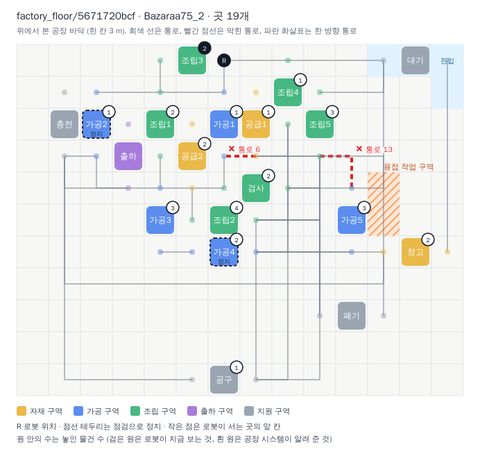 factory_floor/5671720bcf · Bazaraa75_2 · 곳 19개
위에서 본 공장 바닥 (한 칸 3 m). 회색 선은 통로, 빨간 점선은 막힌 통로, 파란 화살표는 한 방향 통로
조립3 2
R 2
대기
진입
조립4 1
충전
가공2 1
정지
조립1 2
가공1 1
공급1 1
조립5 3
출하
공급2 2
✕ 통로 6
✕ 통로 13
용접 작업 구역
검사 2
가공3 3
조립2 4
가공5 3
가공4 2
정지
창고 2
폐기
공구 1
자재 구역
가공 구역
조립 구역
출하 구역
지원 구역
R 로봇 위치 · 점선 테두리는 점검으로 정지 · 작은 점은 로봇이 서는 곳의 앞 칸
원 안의 수는 놓인 물건 수 (검은 원은 로봇이 지금 보는 것, 흰 원은 공장 시스템이 알려 준 것)